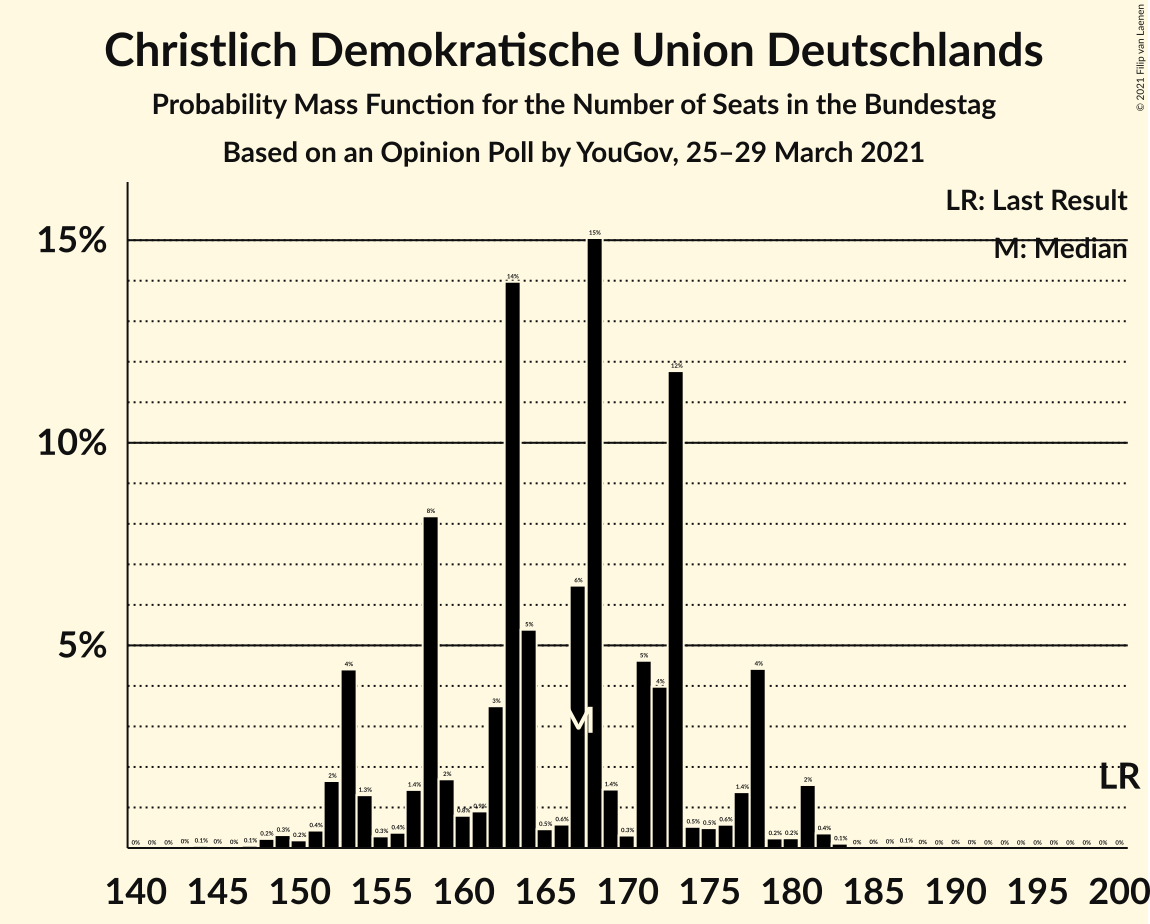 Christlich Demokratische Union Deutschlands
Probability Mass Function for the Number of Seats in the Bundestag
Based on an Opinion Poll by YouGov, 25–29 March 2021
© 2021 Filip van Laenen
LR: Last Result
M: Median
15%
10%
5%
0% 0% 0% 0% 0.1% 0% 0% 0.1% 0.2% 0.3% 0.2% 0.4% 2% 4% 1.3% 0.3% 0.4% 1.4% 8% 2% 0.8% 0.9% 3% 14% 5% 0.5% 0.6% 6% 15% 1.4% 0.3% 5% 4% 12% 0.5% 0.5% 0.6% 1.4% 4% 0.2% 0.2% 2% 0.4% 0.1% 0% 0% 0% 0.1% 0% 0% 0% 0% 0% 0% 0% 0% 0% 0% 0% 0% 0%
M
LR
140 145 150 155 160 165 170 175 180 185 190 195 200